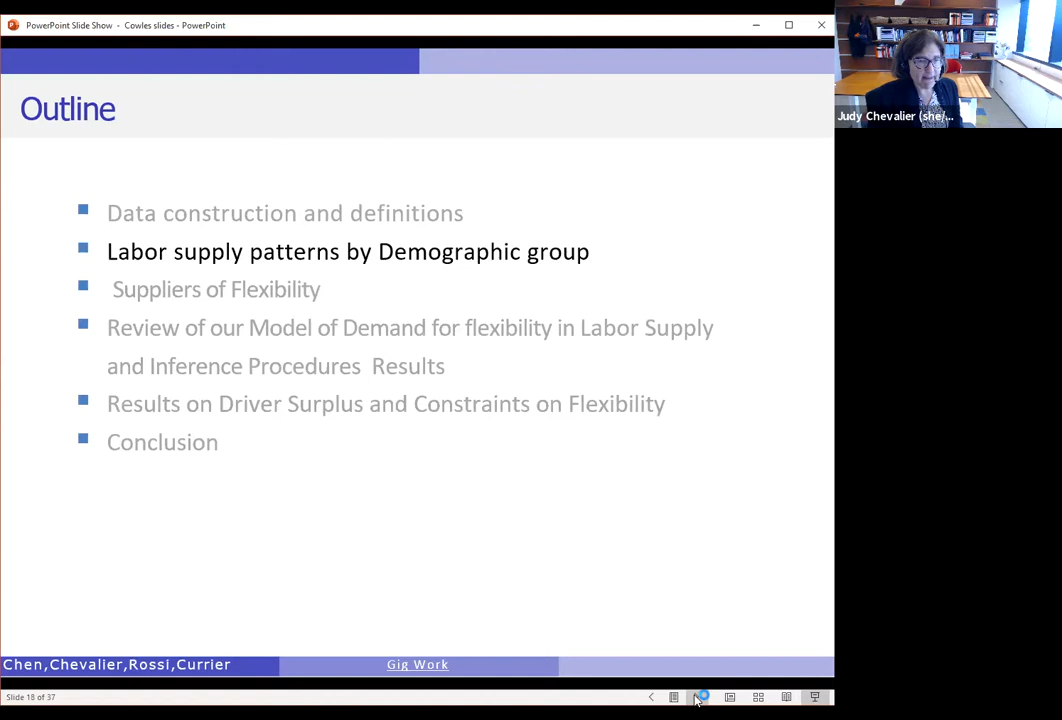 PowerPoint Slide Show - Cowles slides - PowerPoint
Outline
Judy Chevalier (she/...
Data construction and definitions
Labor supply patterns by Demographic group
Suppliers of Flexibility
Review of our Model of Demand for flexibility in Labor Supply
and Inference Procedures Results
Results on Driver Surplus and Constraints on Flexibility
Conclusion
Chen,Chevalier,Rossi,Currier
Gig Work
Slide 18 of 37